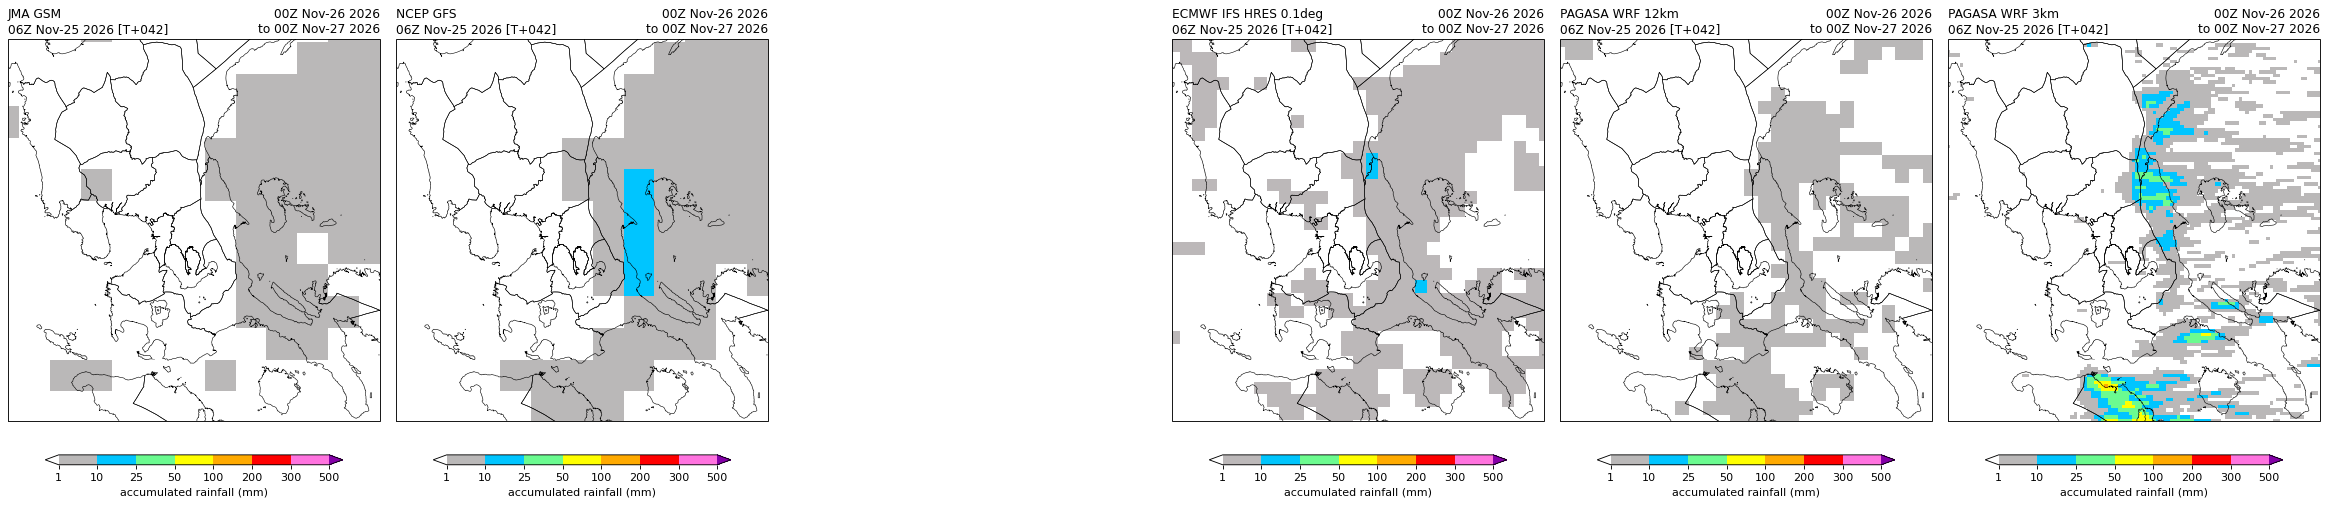 JMA GSM 00Z Nov-26 2026
06Z Nov-25 2026 [T+042] to 00Z Nov-27 2026
1 10 25 50 100 200 300 500
accumulated rainfall (mm)
NCEP GFS 00Z Nov-26 2026
06Z Nov-25 2026 [T+042] to 00Z Nov-27 2026
1 10 25 50 100 200 300 500
accumulated rainfall (mm)
ECMWF IFS HRES 0.1deg 00Z Nov-26 2026
06Z Nov-25 2026 [T+042] to 00Z Nov-27 2026
1 10 25 50 100 200 300 500
accumulated rainfall (mm)
PAGASA WRF 12km 00Z Nov-26 2026
06Z Nov-25 2026 [T+042] to 00Z Nov-27 2026
1 10 25 50 100 200 300 500
accumulated rainfall (mm)
PAGASA WRF 3km 00Z Nov-26 2026
06Z Nov-25 2026 [T+042] to 00Z Nov-27 2026
1 10 25 50 100 200 300 500
accumulated rainfall (mm)